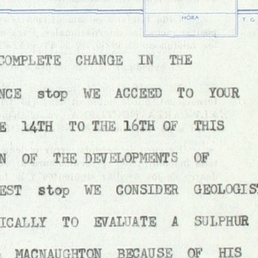 HORA
T. G
COMPLETE CHANGE IN THE
NCE stop WE ACCEED TO YOUR
E 14TH TO THE 16TH OF THIS
N OF THE DEVELOPMENTS OF
EST stop WE CONSIDER GEOLOGIST
ICALLY TO EVALUATE A SULPHUR
MACNAUGHTON BECAUSE OF HIS